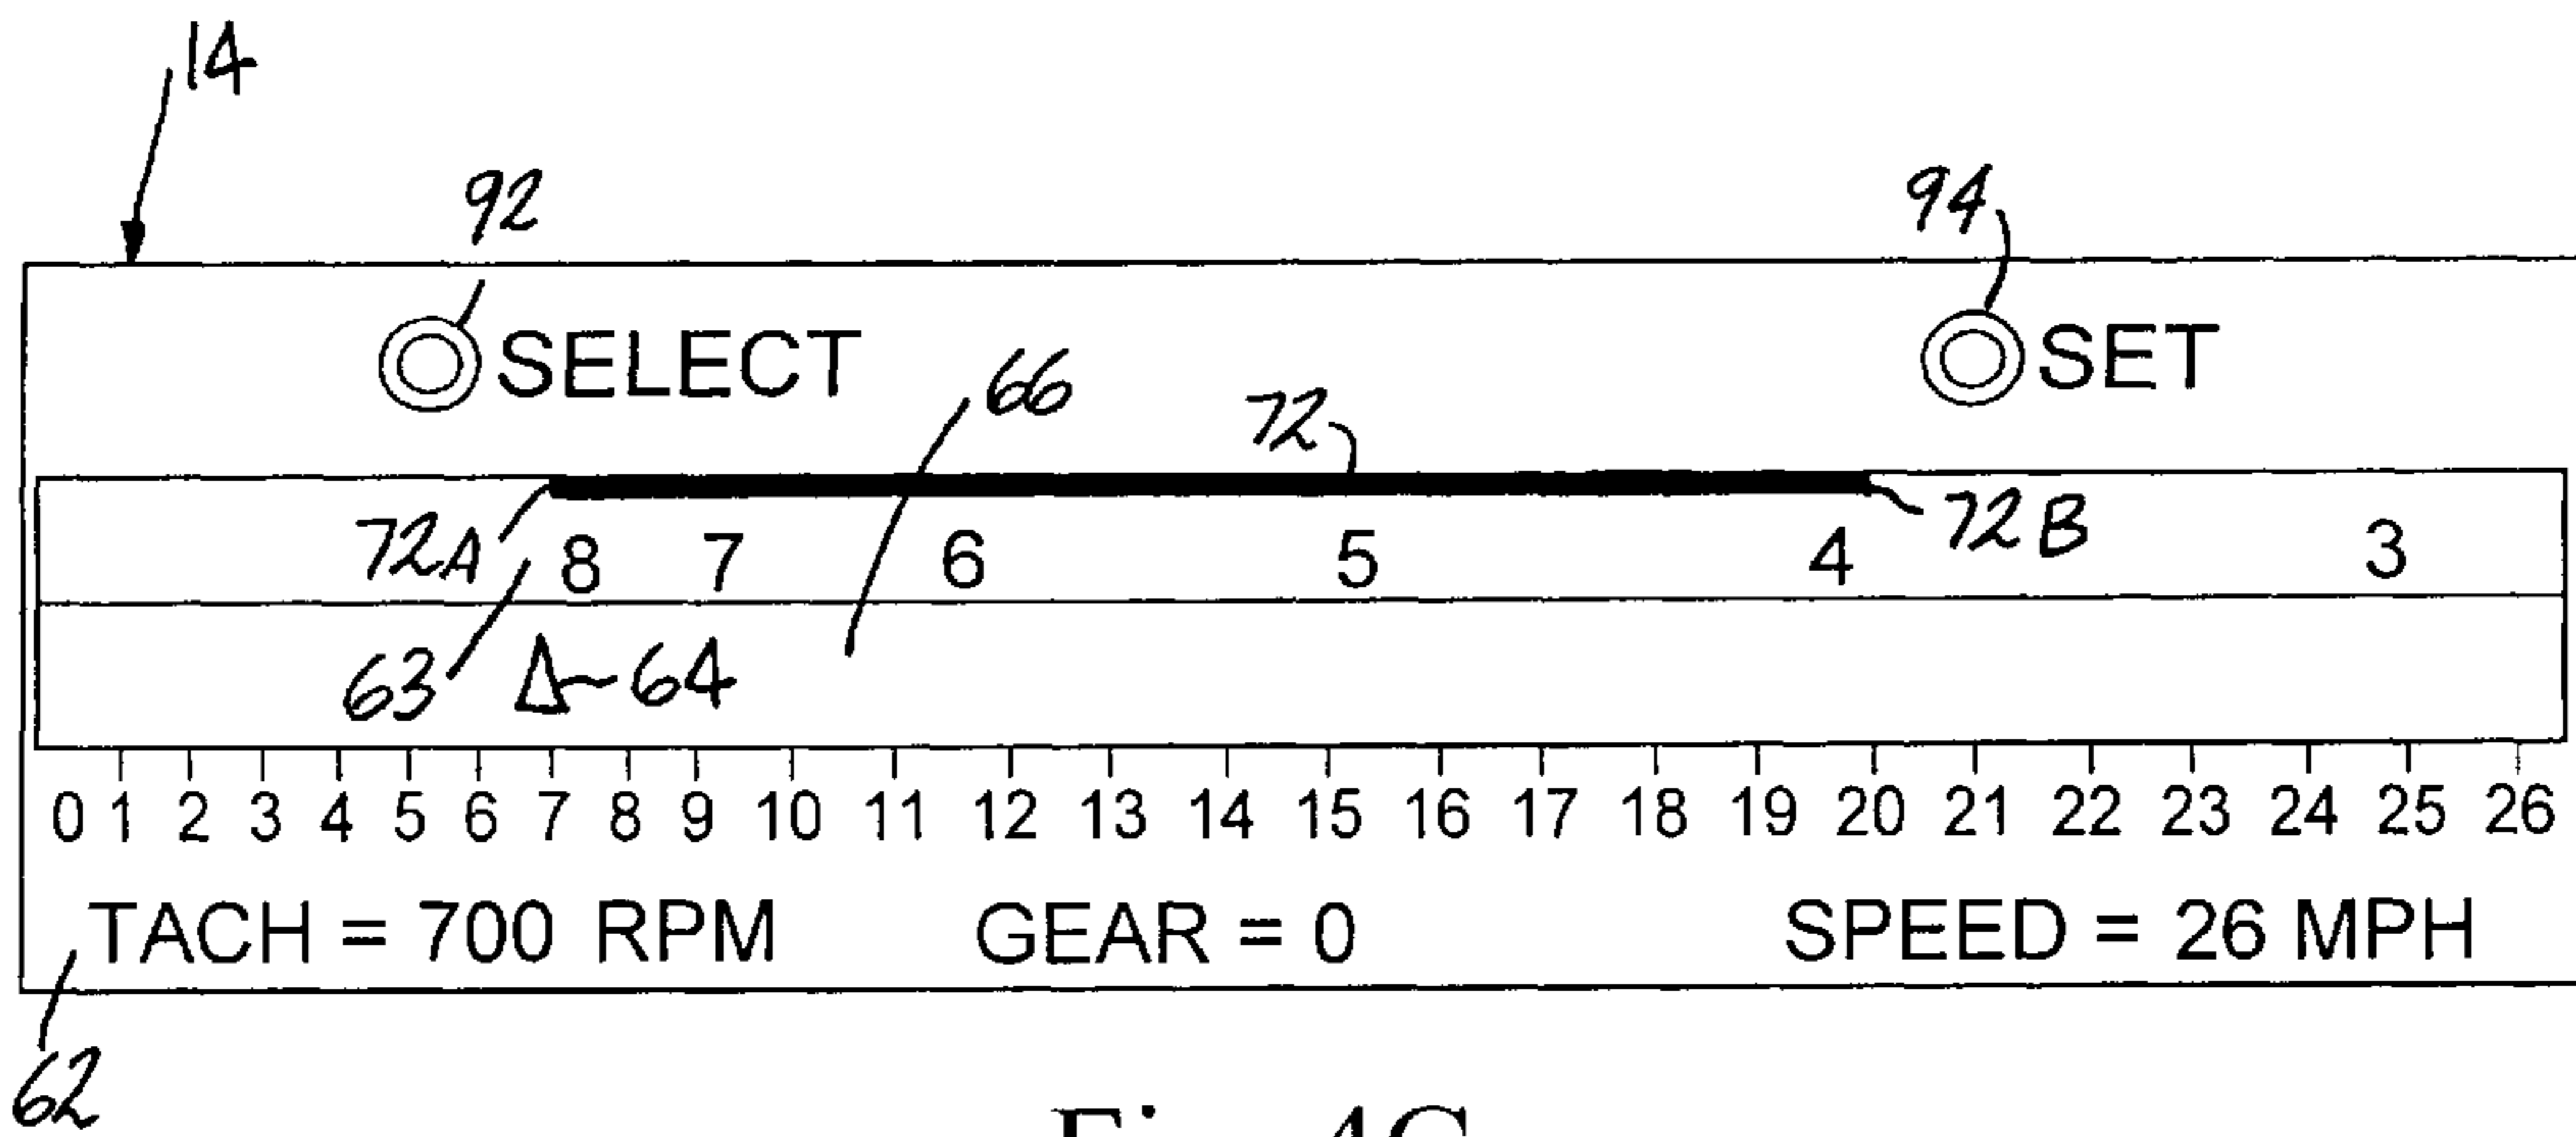 14
92
94
SELECT
66
72
SET
72A
8
7
6
5
4
72B
3
63
64
0 1 2 3 4 5 6 7 8 9 10 11 12 13 14 15 16 17 18 19 20 21 22 23 24 25 26
TACH = 700 RPM GEAR = 0 SPEED = 26 MPH
62